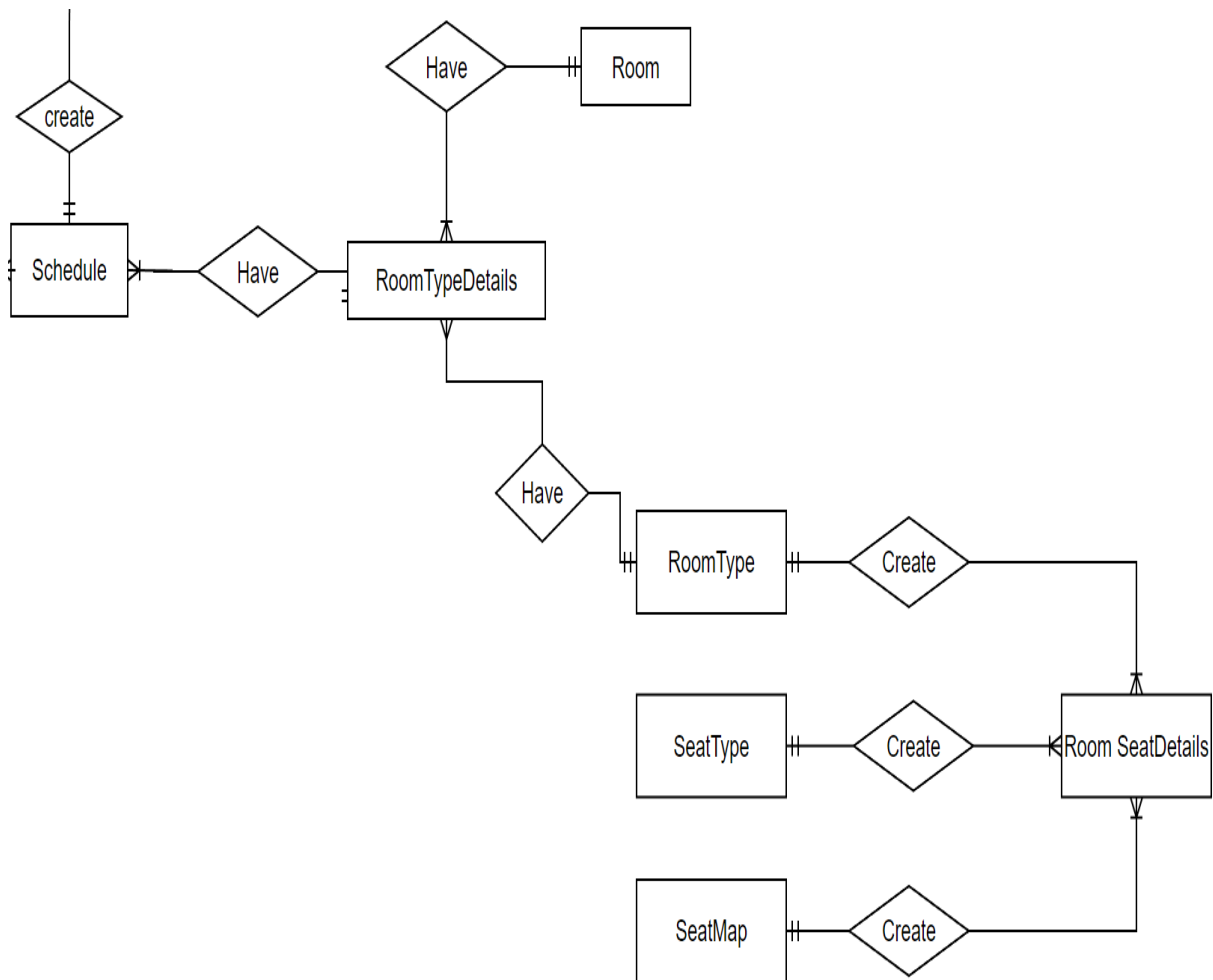 Have
Room
create
Schedule
Have
RoomTypeDetails
Have
RoomType
Create
SeatType
Create
Room SeatDetails
SeatMap
Create